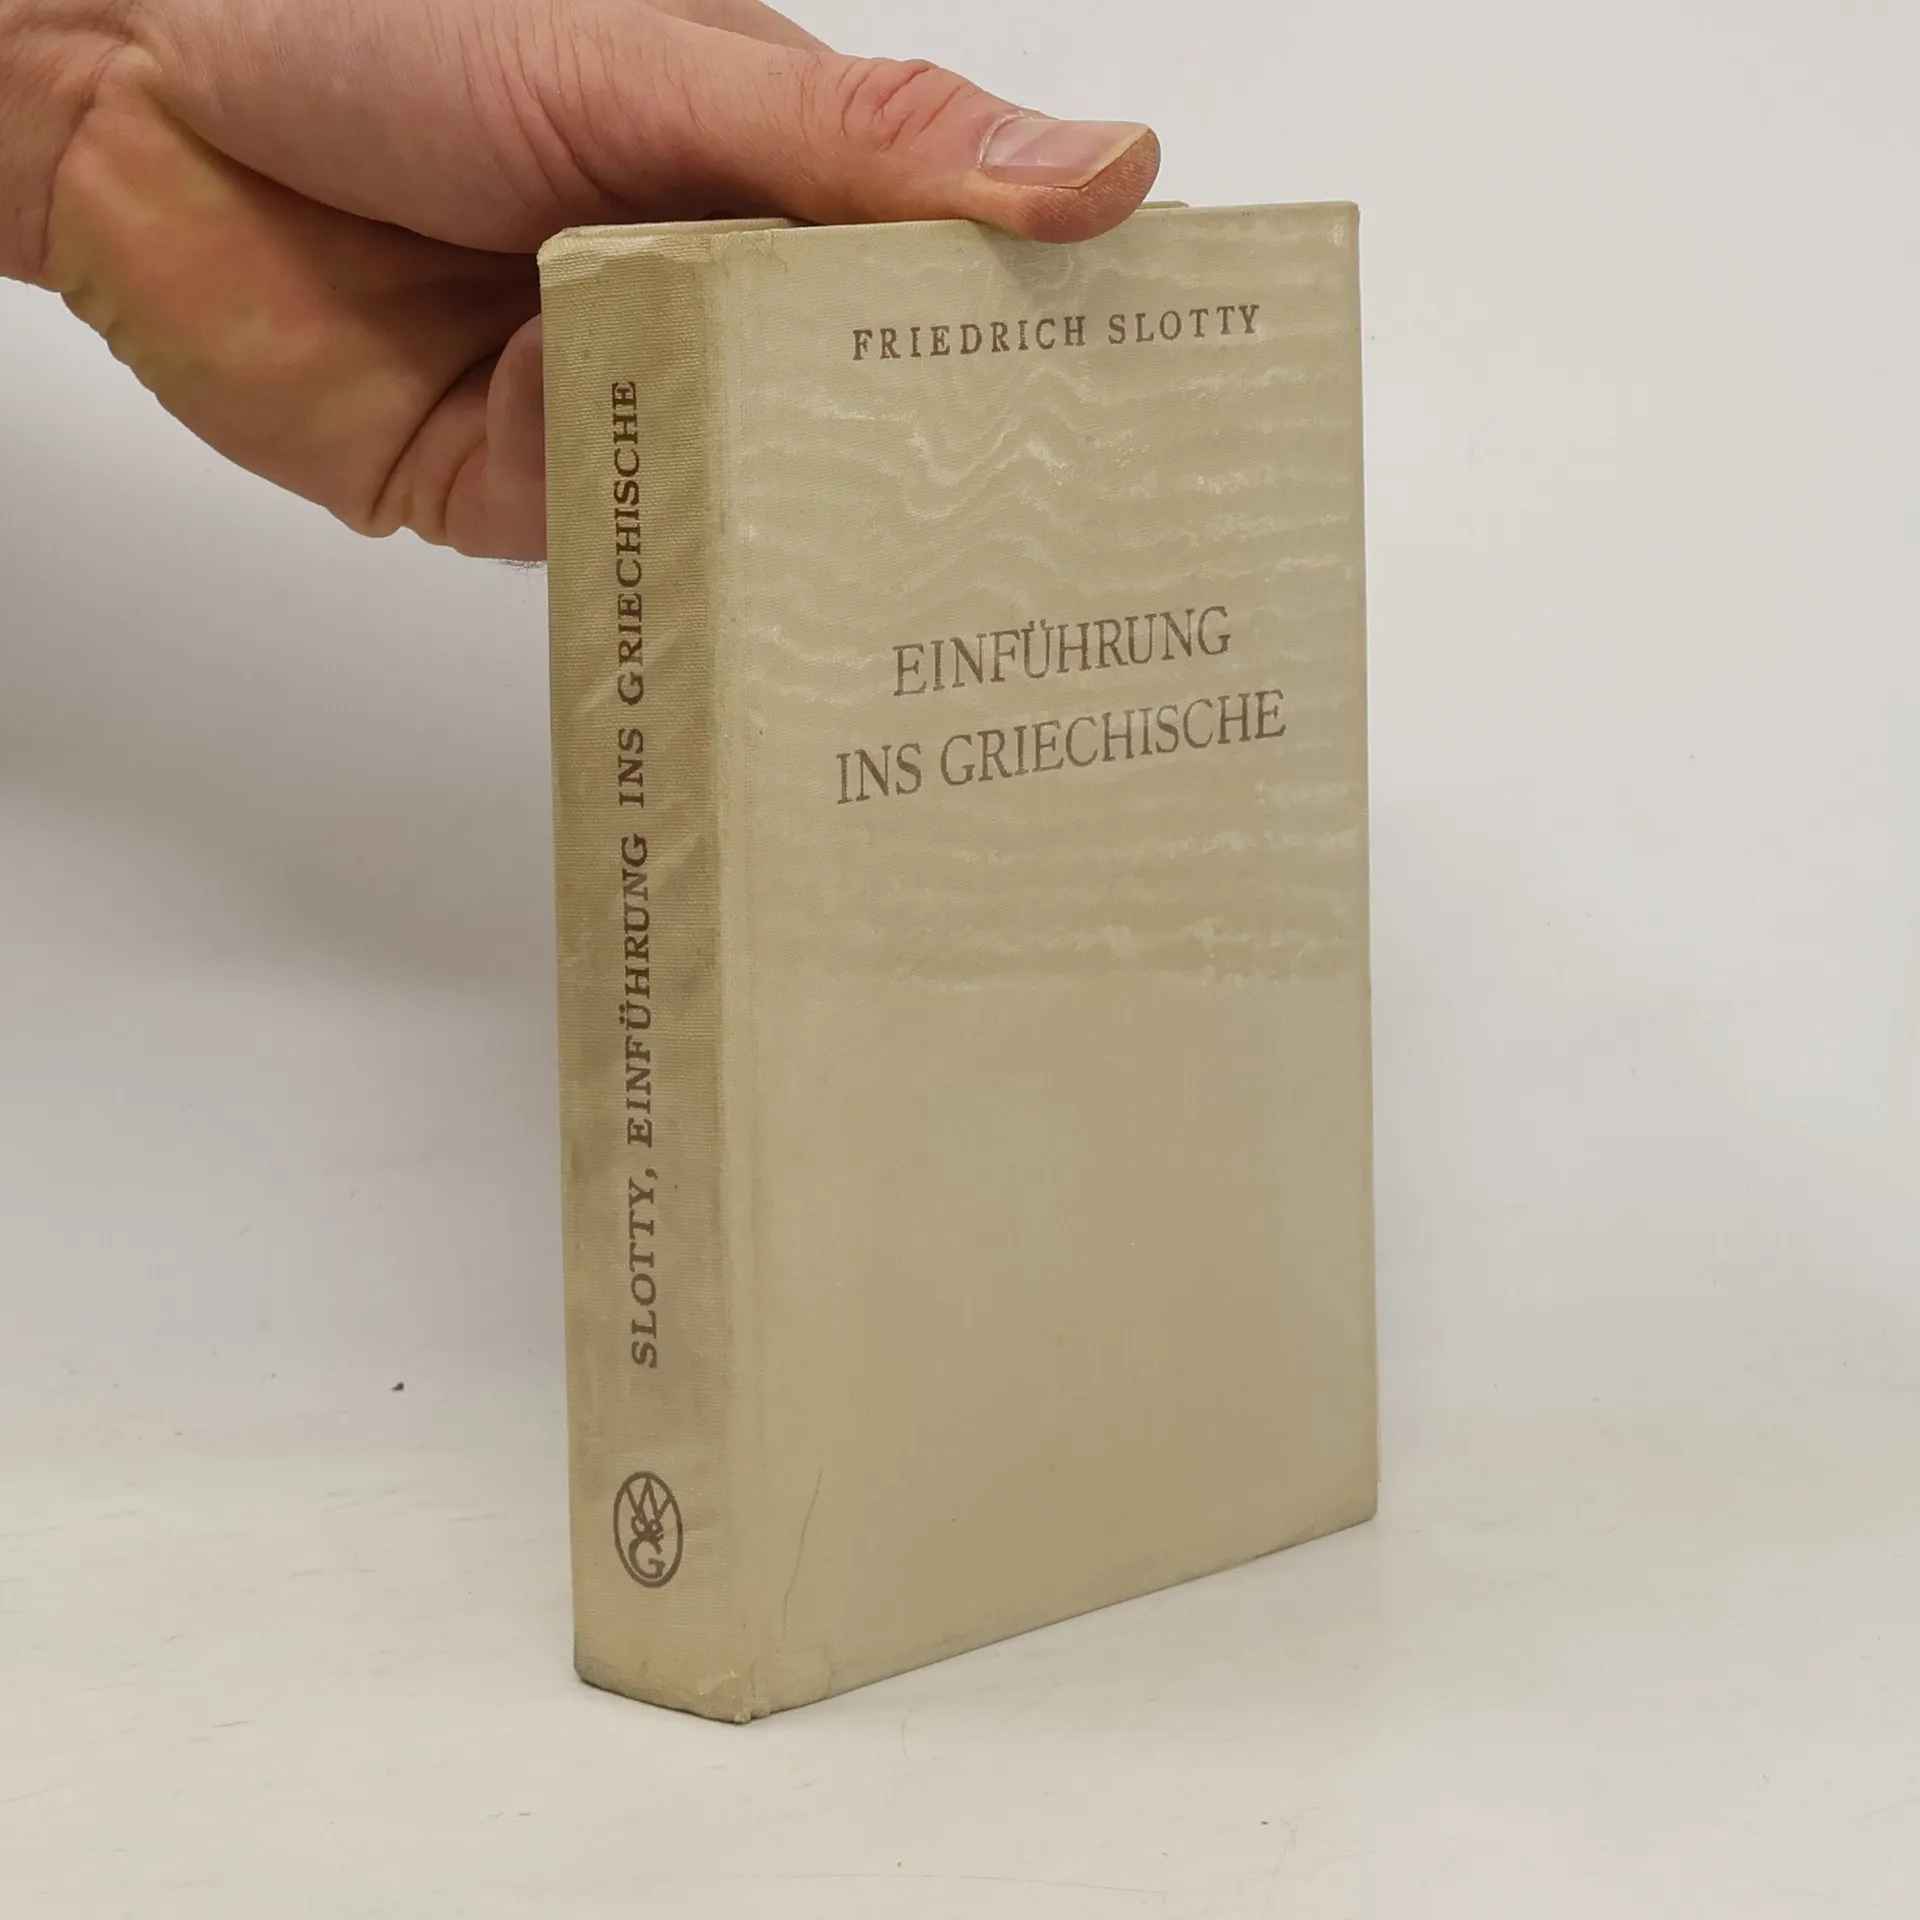 SLOTTY, EINFÜHRUNG INS GRIECHISCHE
FRIEDRICH SLOTTY
EINFÜHRUNG
INS GRIECHISCHE